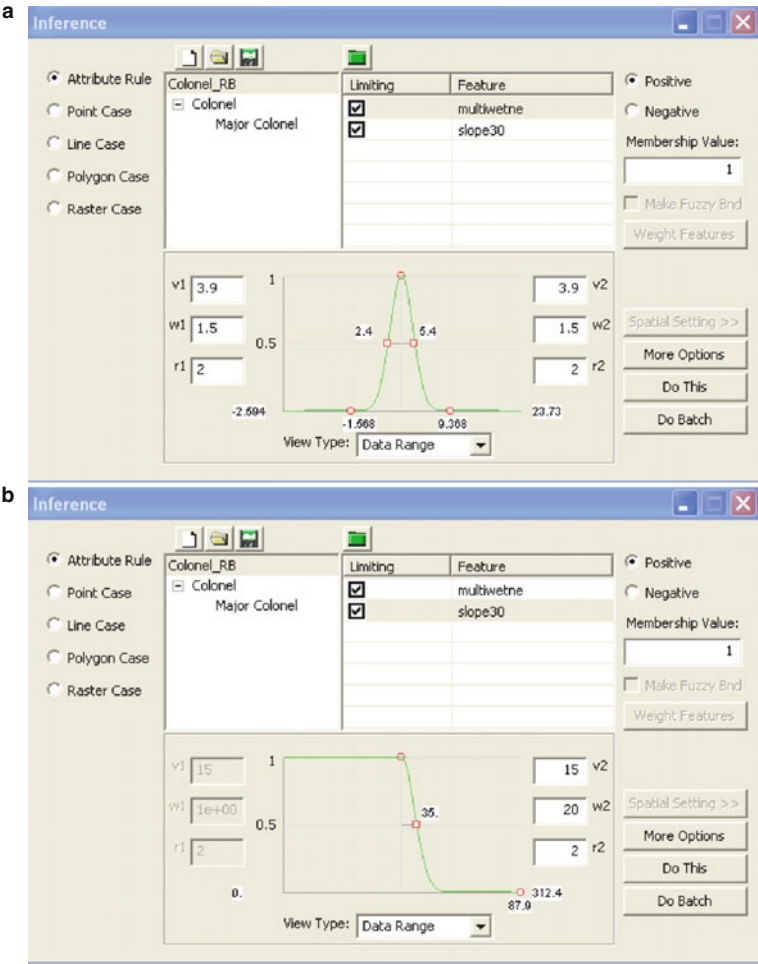 a
Inference
Attribute Rule
Point Case
Line Case
Polygon Case
Raster Case
Colonel_RB
Colonel
Major Colonel
Limiting Feature
multiwetne
slope30
Positive
Negative
Membership Value:
1
Make Fuzzy Bnd
Weight Features
v1 3.9
w1 1.5
r1 2
1
0.5
2.4 5.4
-2.694
-1.568 9.368
23.73
3.9 v2
1.5 w2
2 r2
View Type: Data Range
Spatial Setting >>
More Options
Do This
Do Batch
b
Inference
Attribute Rule
Point Case
Line Case
Polygon Case
Raster Case
Colonel_RB
Colonel
Major Colonel
Limiting Feature
multiwetne
slope30
Positive
Negative
Membership Value:
1
Make Fuzzy Bnd
Weight Features
v1 15
w1 1e+00
r1 2
1
0.5
35.
0.
87.9
312.4
15 v2
20 w2
2 r2
View Type: Data Range
Spatial Setting >>
More Options
Do This
Do Batch